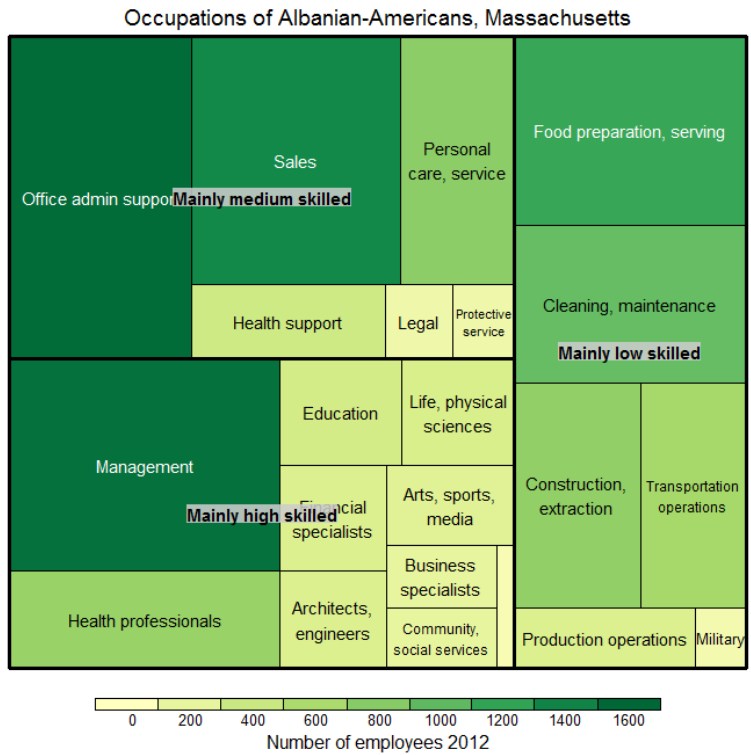 Occupations of Albanian-Americans, Massachusetts
Office admin support
Sales
Personal
care, service
Mainly medium skilled
Health support
Legal
Protective
service
Food preparation, serving
Cleaning, maintenance
Mainly low skilled
Management
Education
Life, physical
sciences
Mainly high skilled
Financial
specialists
Arts, sports,
media
Business
specialists
Health professionals
Architects,
engineers
Community,
social services
Construction,
extraction
Transportation
operations
Production operations
Military
0 200 400 600 800 1000 1200 1400 1600
Number of employees 2012